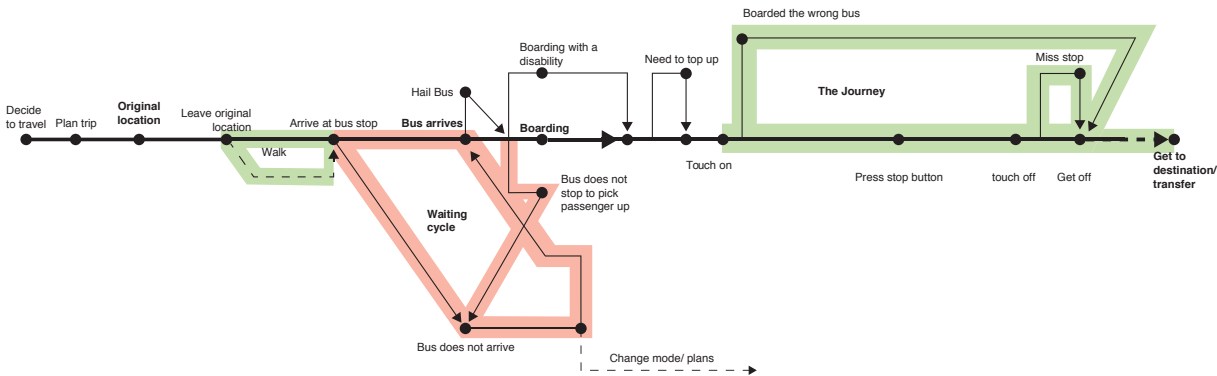 Boarded the wrong bus
Boarding with a
disability
Need to top up
Miss stop
Hail Bus
The Journey
Decide
to travel
Plan trip
Original
location
Leave original
location
Arrive at bus stop
Bus arrives
Boarding
Walk
Touch on
Get to
destination/
transfer
Press stop button
touch off
Get off
Bus does not
stop to pick
passenger up
Waiting
cycle
Bus does not arrive
Change mode/ plans